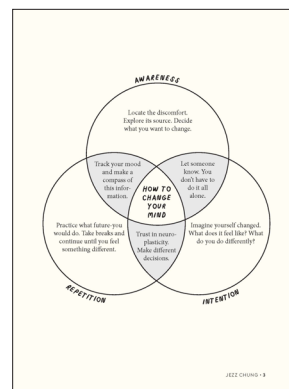 AWARENESS
Locate the discomfort.
Explore its source. Decide
what you want to change.
Track your mood
and make a
compass of
this infor-
mation.
Let someone
know. You
don't have to
do it all
alone.
HOW TO
CHANGE
YOUR
MIND
Practice what future-you
would do. Take breaks and
continue until you feel
something different.
Trust in neuro-
plasticity.
Make different
decisions.
Imagine yourself changed.
What does it feel like? What
do you do differently?
REPETITION
INTENTION
JEZZ CHUNG • 3